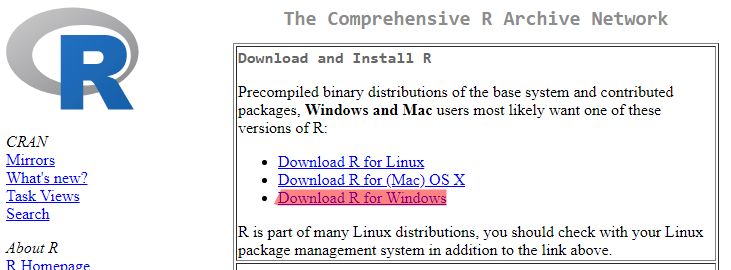 The Comprehensive R Archive Network
Download and Install R
Precompiled binary distributions of the base system and contributed
packages, Windows and Mac users most likely want one of these
versions of R:
Download R for Linux
Download R for (Mac) OS X
Download R for Windows
R is part of many Linux distributions, you should check with your Linux
package management system in addition to the link above.
R
CRAN
Mirrors
What's new?
Task Views
Search
About R
R Homepage